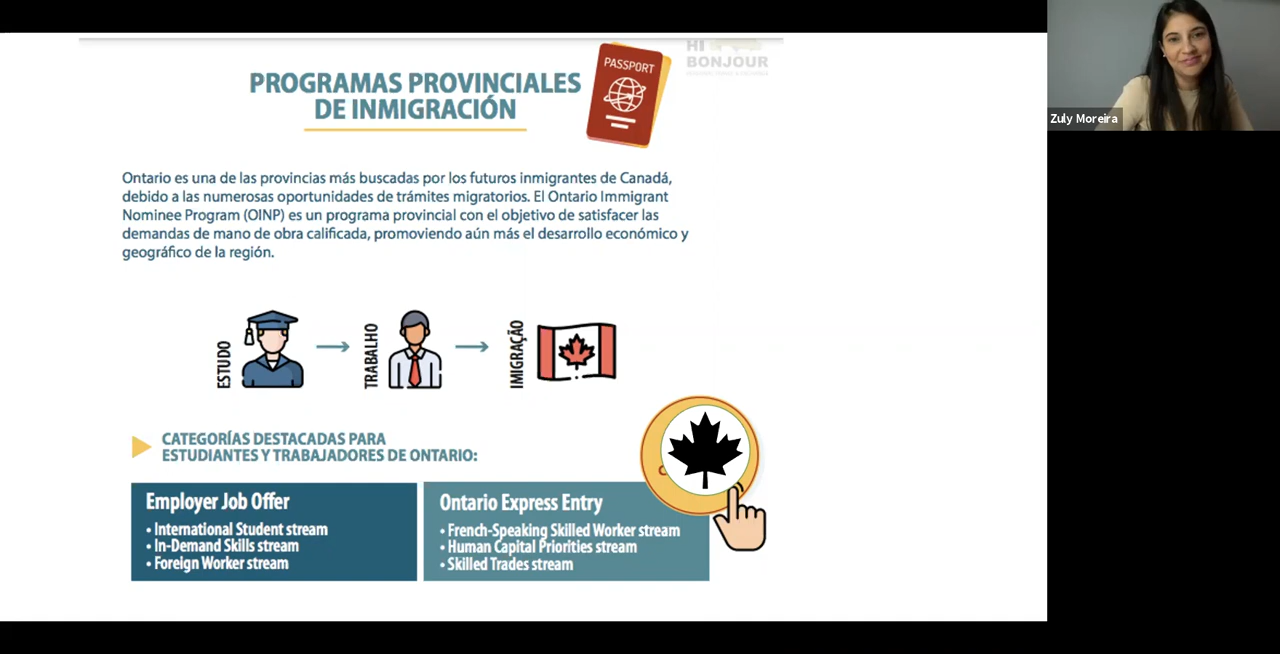 HI
BONJOUR
PASSPORT
PROGRAMAS PROVINCIALES
DE INMIGRACIÓN
Zuly Moreira
Ontario es una de las provincias más buscadas por los futuros inmigrantes de Canadá,
debido a las numerosas oportunidades de trámites migratorios. El Ontario Immigrant
Nominee Program (OINP) es un programa provincial con el objetivo de satisfacer las
demandas de mano de obra calificada, promoviendo aún más el desarrollo económico y
geográfico de la región.
ESTUDO
TRABALHO
IMIGRAÇÃO
CATEGORÍAS DESTACADAS PARA
ESTUDIANTES Y TRABAJADORES DE ONTARIO:
Employer Job Offer
• International Student stream
• In-Demand Skills stream
• Foreign Worker stream
Ontario Express Entry
• French-Speaking Skilled Worker stream
• Human Capital Priorities stream
• Skilled Trades stream